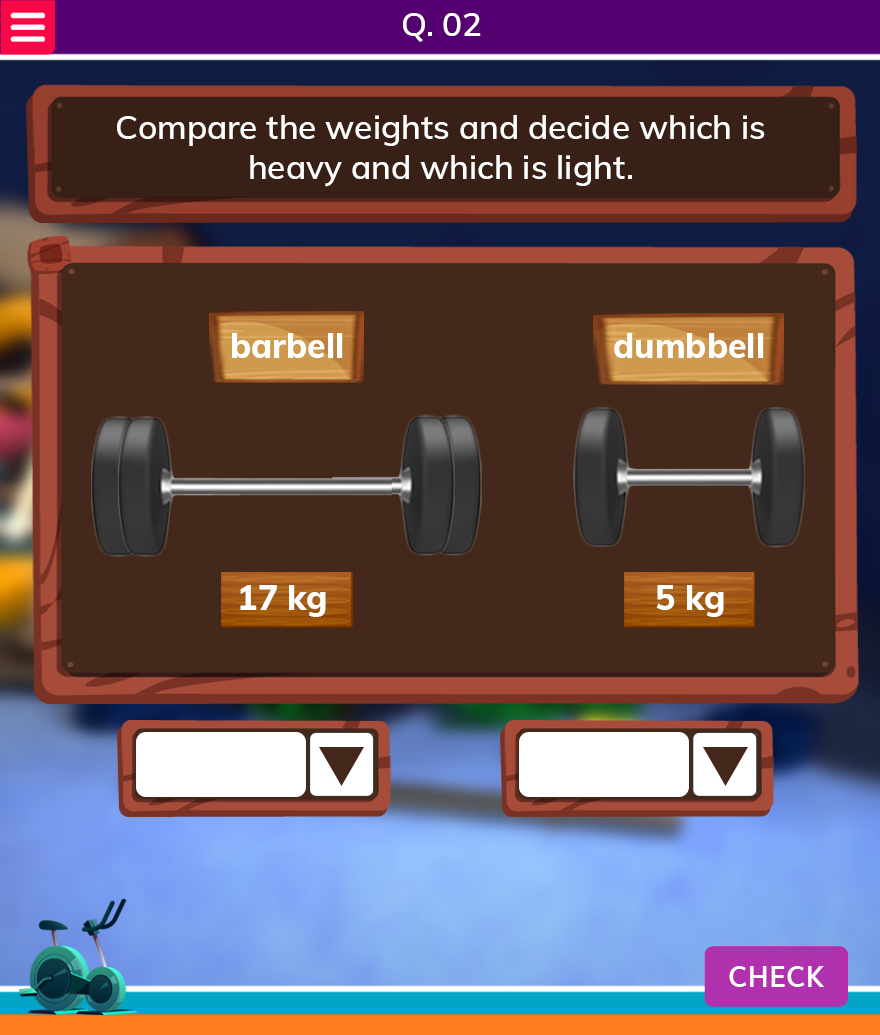 Q. 02
Compare the weights and decide which is
heavy and which is light.
barbell
dumbbell
17 kg
5 kg
CHECK